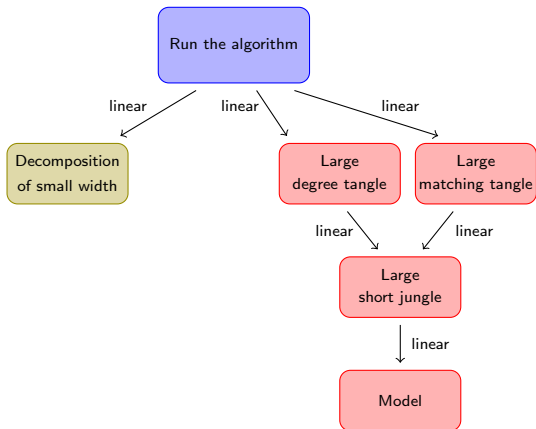 Run the algorithm
linear
linear
linear
Decomposition
of small width
Large
degree tangle
Large
matching tangle
linear
linear
Large
short jungle
linear
Model